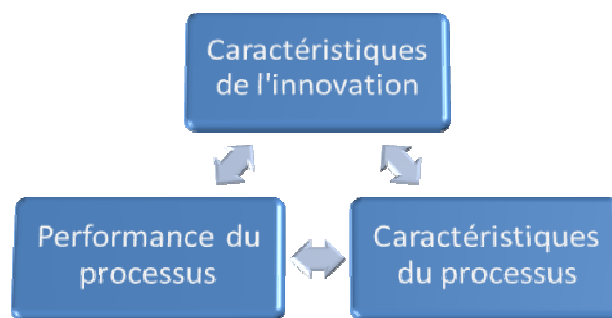 Caractéristiques
de l'innovation
Performance du
processus
Caractéristiques
du processus